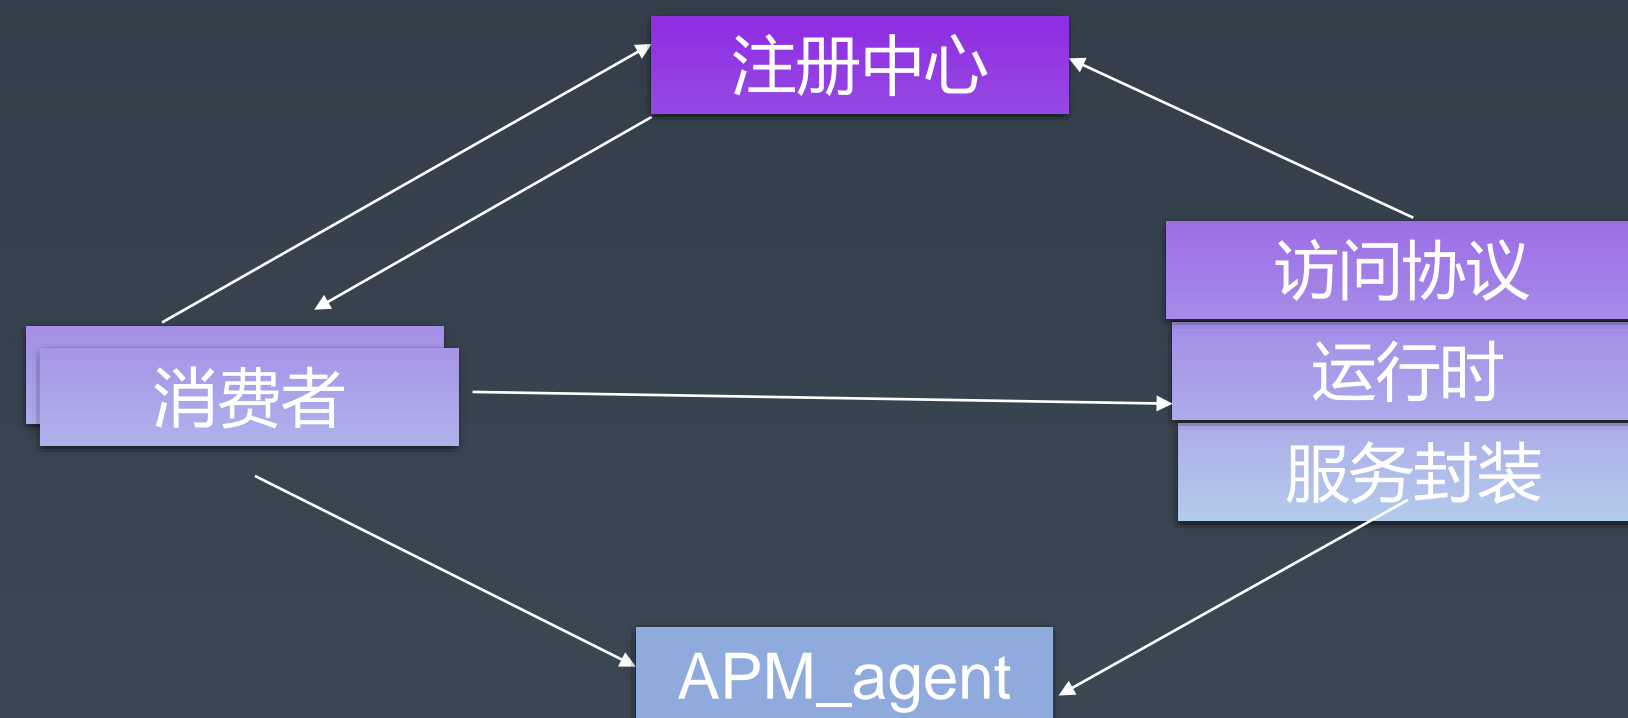 注册中心
访问协议
运行时
消费者
服务封装
APM_agent